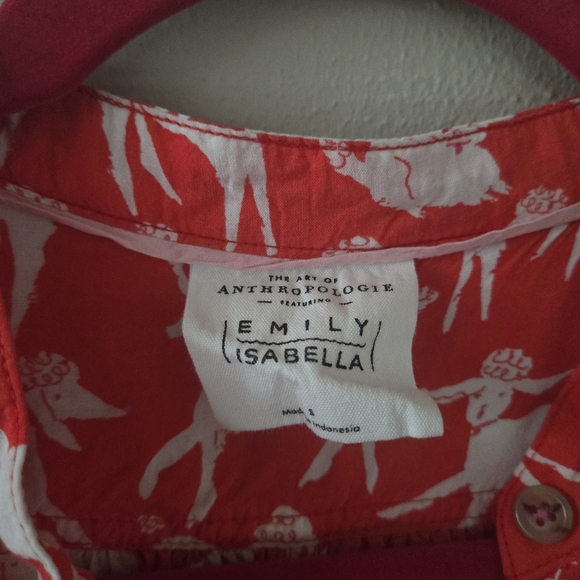 THE ART OF
ANTHROPOLOGIE
— FEATURING —
(EMILY
ISABELLA)
S
Indonesia